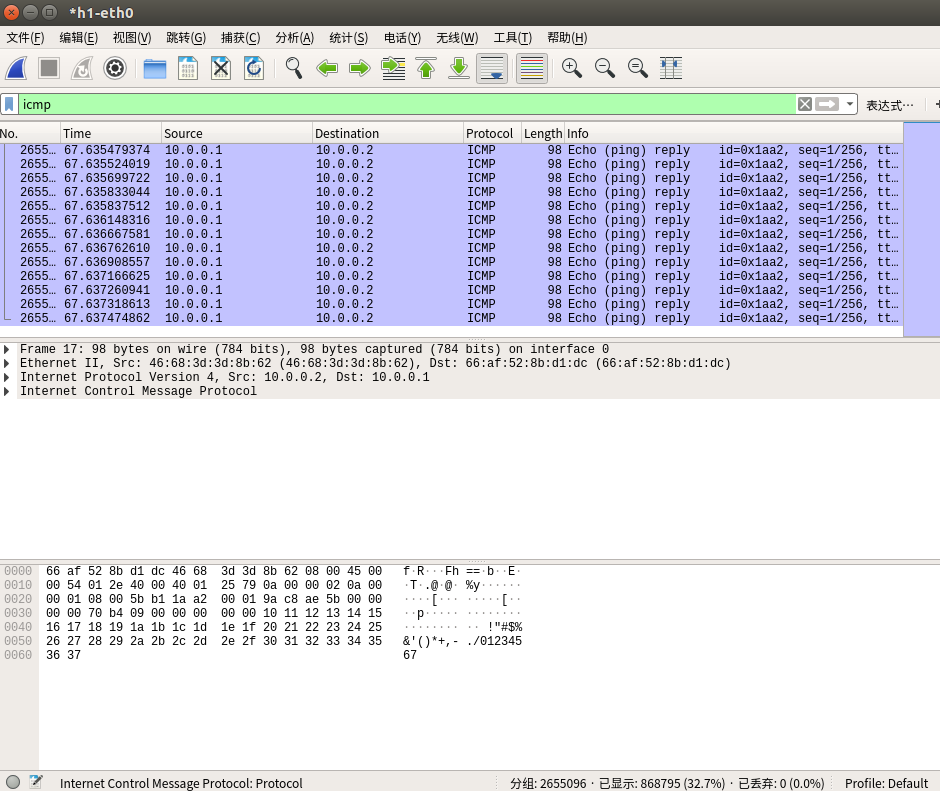 *h1-eth0
文件(F) 编辑(E) 视图(V) 跳转(G) 捕获(C) 分析(A) 统计(S) 电话(Y) 无线(W) 工具(T) 帮助(H)
icmp 表达式…
No. Time Source Destination Protocol Length Info
2655… 67.635479374 10.0.0.1 10.0.0.2 ICMP 98 Echo (ping) reply id=0x1aa2, seq=1/256, tt…
2655… 67.635524019 10.0.0.1 10.0.0.2 ICMP 98 Echo (ping) reply id=0x1aa2, seq=1/256, tt…
2655… 67.635699722 10.0.0.1 10.0.0.2 ICMP 98 Echo (ping) reply id=0x1aa2, seq=1/256, tt…
2655… 67.635833044 10.0.0.1 10.0.0.2 ICMP 98 Echo (ping) reply id=0x1aa2, seq=1/256, tt…
2655… 67.635837512 10.0.0.1 10.0.0.2 ICMP 98 Echo (ping) reply id=0x1aa2, seq=1/256, tt…
2655… 67.636148316 10.0.0.1 10.0.0.2 ICMP 98 Echo (ping) reply id=0x1aa2, seq=1/256, tt…
2655… 67.636667581 10.0.0.1 10.0.0.2 ICMP 98 Echo (ping) reply id=0x1aa2, seq=1/256, tt…
2655… 67.636762610 10.0.0.1 10.0.0.2 ICMP 98 Echo (ping) reply id=0x1aa2, seq=1/256, tt…
2655… 67.636908557 10.0.0.1 10.0.0.2 ICMP 98 Echo (ping) reply id=0x1aa2, seq=1/256, tt…
2655… 67.637166625 10.0.0.1 10.0.0.2 ICMP 98 Echo (ping) reply id=0x1aa2, seq=1/256, tt…
2655… 67.637260941 10.0.0.1 10.0.0.2 ICMP 98 Echo (ping) reply id=0x1aa2, seq=1/256, tt…
2655… 67.637318613 10.0.0.1 10.0.0.2 ICMP 98 Echo (ping) reply id=0x1aa2, seq=1/256, tt…
2655… 67.637474862 10.0.0.1 10.0.0.2 ICMP 98 Echo (ping) reply id=0x1aa2, seq=1/256, tt…
Frame 17: 98 bytes on wire (784 bits), 98 bytes captured (784 bits) on interface 0
Ethernet II, Src: 46:68:3d:3d:8b:62 (46:68:3d:3d:8b:62), Dst: 66:af:52:8b:d1:dc (66:af:52:8b:d1:dc)
Internet Protocol Version 4, Src: 10.0.0.2, Dst: 10.0.0.1
Internet Control Message Protocol
0000 66 af 52 8b d1 dc 46 68 3d 3d 8b 62 08 00 45 00 f·R···Fh ==·b··E·
0010 00 54 01 2e 40 00 40 01 25 79 0a 00 00 02 0a 00 ·T·.@·@· %y······
0020 00 01 08 00 5b b1 1a a2 00 01 9a c8 ae 5b 00 00 ····[··· ·····[··
0030 00 00 70 b4 09 00 00 00 00 00 10 11 12 13 14 15 ··p····· ········
0040 16 17 18 19 1a 1b 1c 1d 1e 1f 20 21 22 23 24 25 ········ ·· !"#$%
0050 26 27 28 29 2a 2b 2c 2d 2e 2f 30 31 32 33 34 35 &'()*+,- ./012345
0060 36 37 67
Internet Control Message Protocol: Protocol 分组: 2655096 · 已显示: 868795 (32.7%) · 已丢弃: 0 (0.0%) Profile: Default